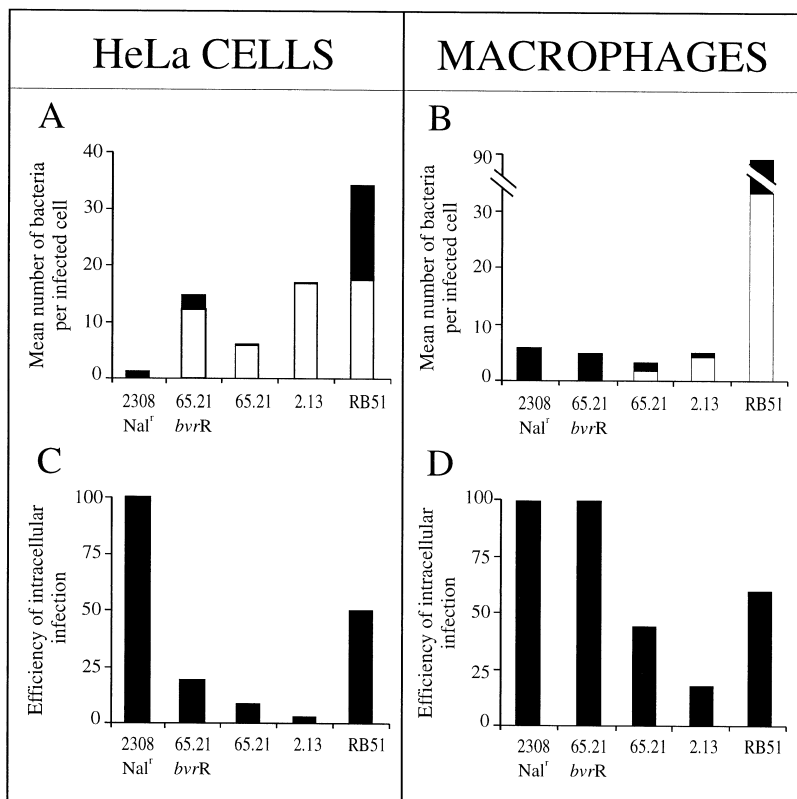 HeLa CELLS
MACROPHAGES
A
Mean number of bacteria
per infected cell
40
30
20
10
0
2308 65.21 65.21 2.13 RB51
Nalʳ bvrR
B
Mean number of bacteria
per infected cell
90
30
20
10
0
2308 65.21 65.21 2.13 RB51
Nalʳ bvrR
C
Efficiency of intracellular
infection
100
75
50
25
0
2308 65.21 65.21 2.13 RB51
Nalʳ bvrR
D
Efficiency of intracellular
infection
100
75
50
25
0
2308 65.21 65.21 2.13 RB51
Nalʳ bvrR